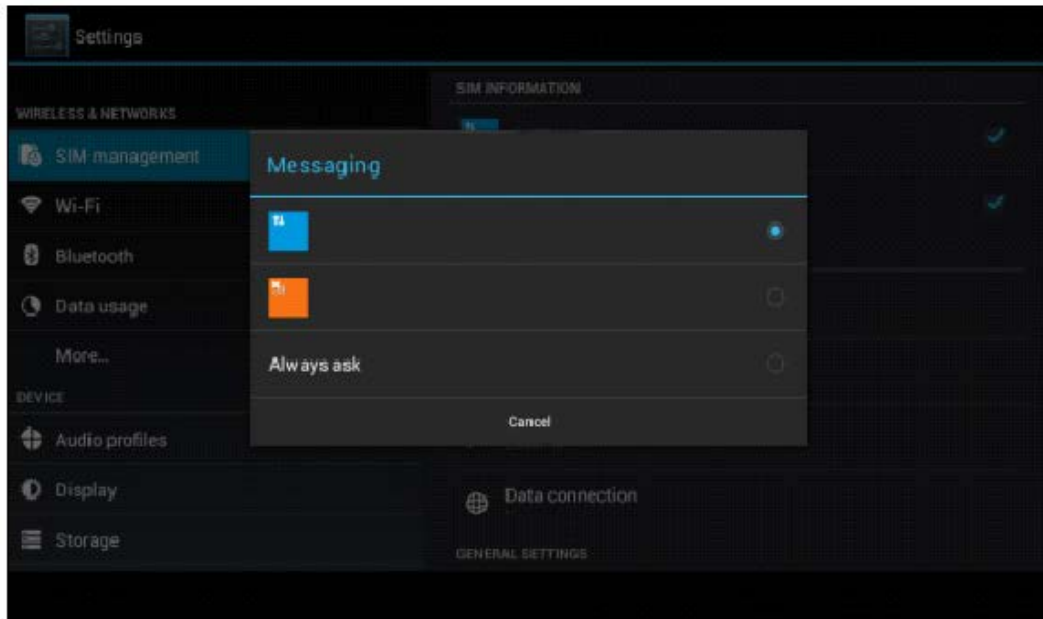 Settings
WIRELESS & NETWORKS
SIM management
Wi-Fi
Bluetooth
Data usage
More...
DEVICE
Audio profiles
Display
Storage
SIM INFORMATION
Messaging
Always ask
Cancel
Data connection
GENERAL SETTINGS